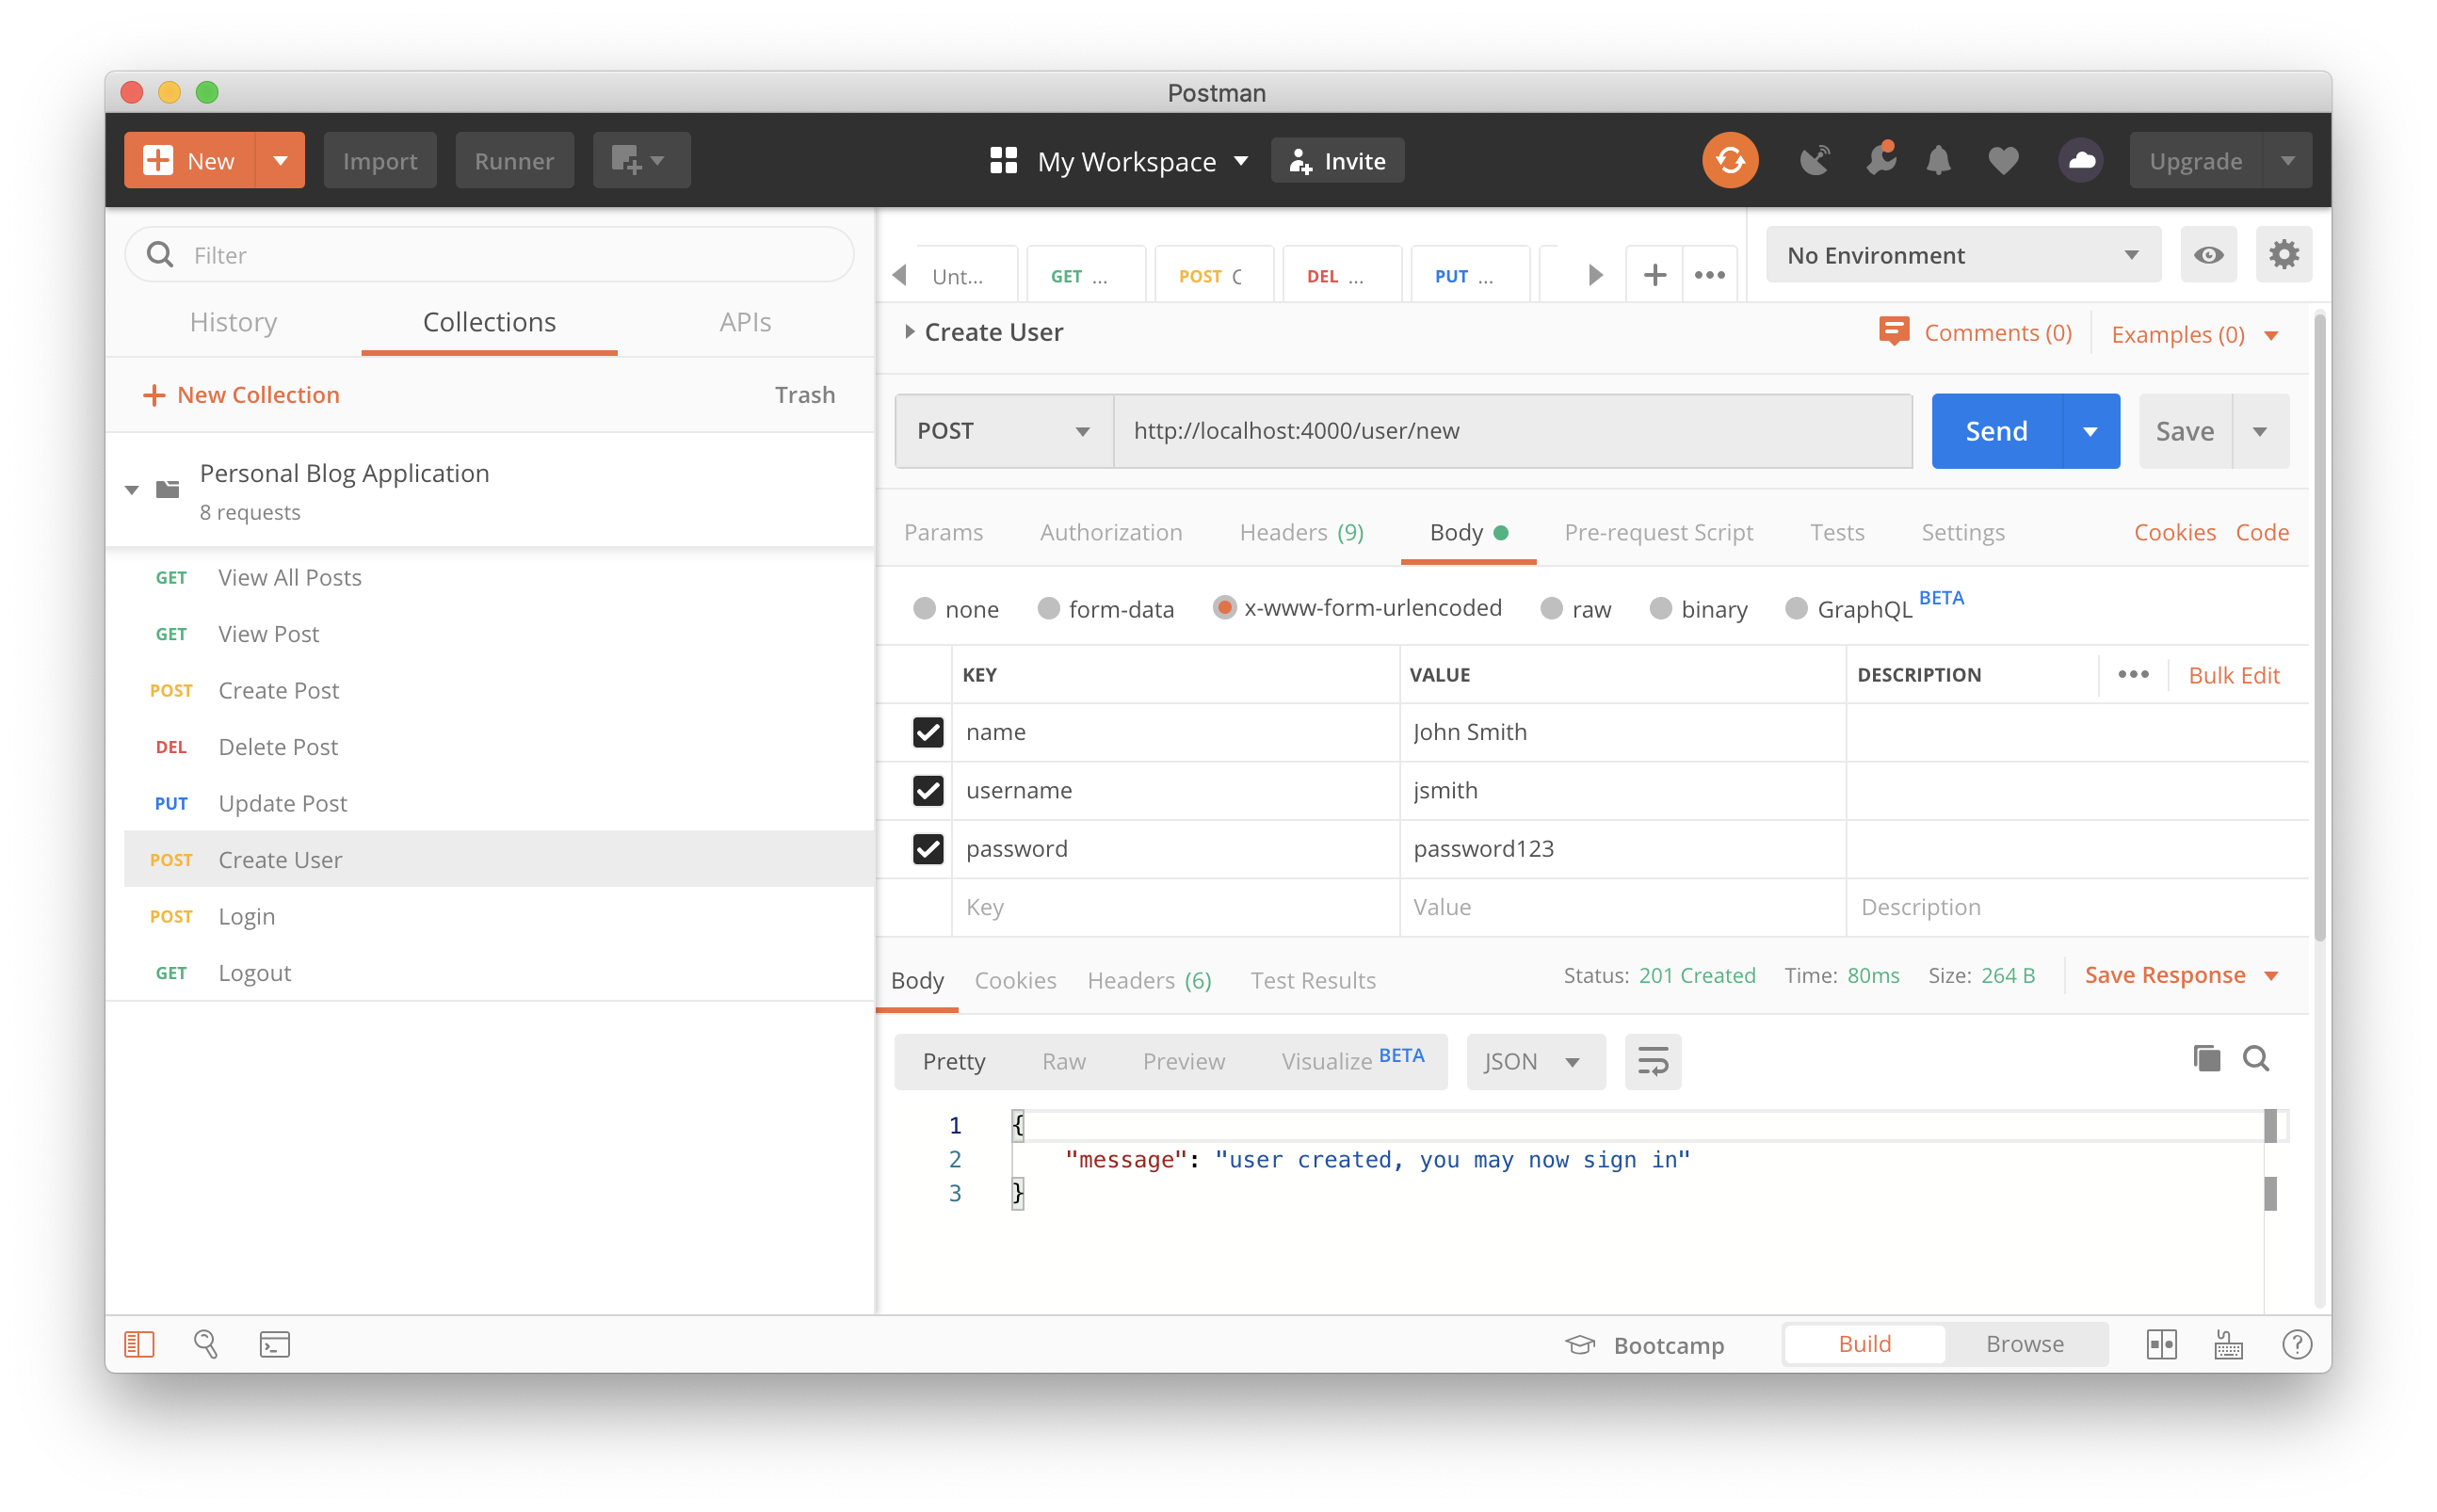 Postman
New Import Runner My Workspace Invite Upgrade
Filter
History Collections APIs
New Collection Trash
Personal Blog Application
8 requests
GET View All Posts
GET View Post
POST Create Post
DEL Delete Post
PUT Update Post
POST Create User
POST Login
GET Logout
Unt... GET ... POST C DEL ... PUT ... No Environment
Create User Comments (0) Examples (0)
POST http://localhost:4000/user/new Send Save
Params Authorization Headers (9) Body Pre-request Script Tests Settings Cookies Code
none form-data x-www-form-urlencoded raw binary GraphQL BETA
KEY VALUE DESCRIPTION ••• Bulk Edit
name John Smith
username jsmith
password password123
Key Value Description
Body Cookies Headers (6) Test Results Status: 201 Created Time: 80ms Size: 264 B Save Response
Pretty Raw Preview Visualize BETA JSON
1 {
2 "message": "user created, you may now sign in"
3 }
Bootcamp Build Browse ?